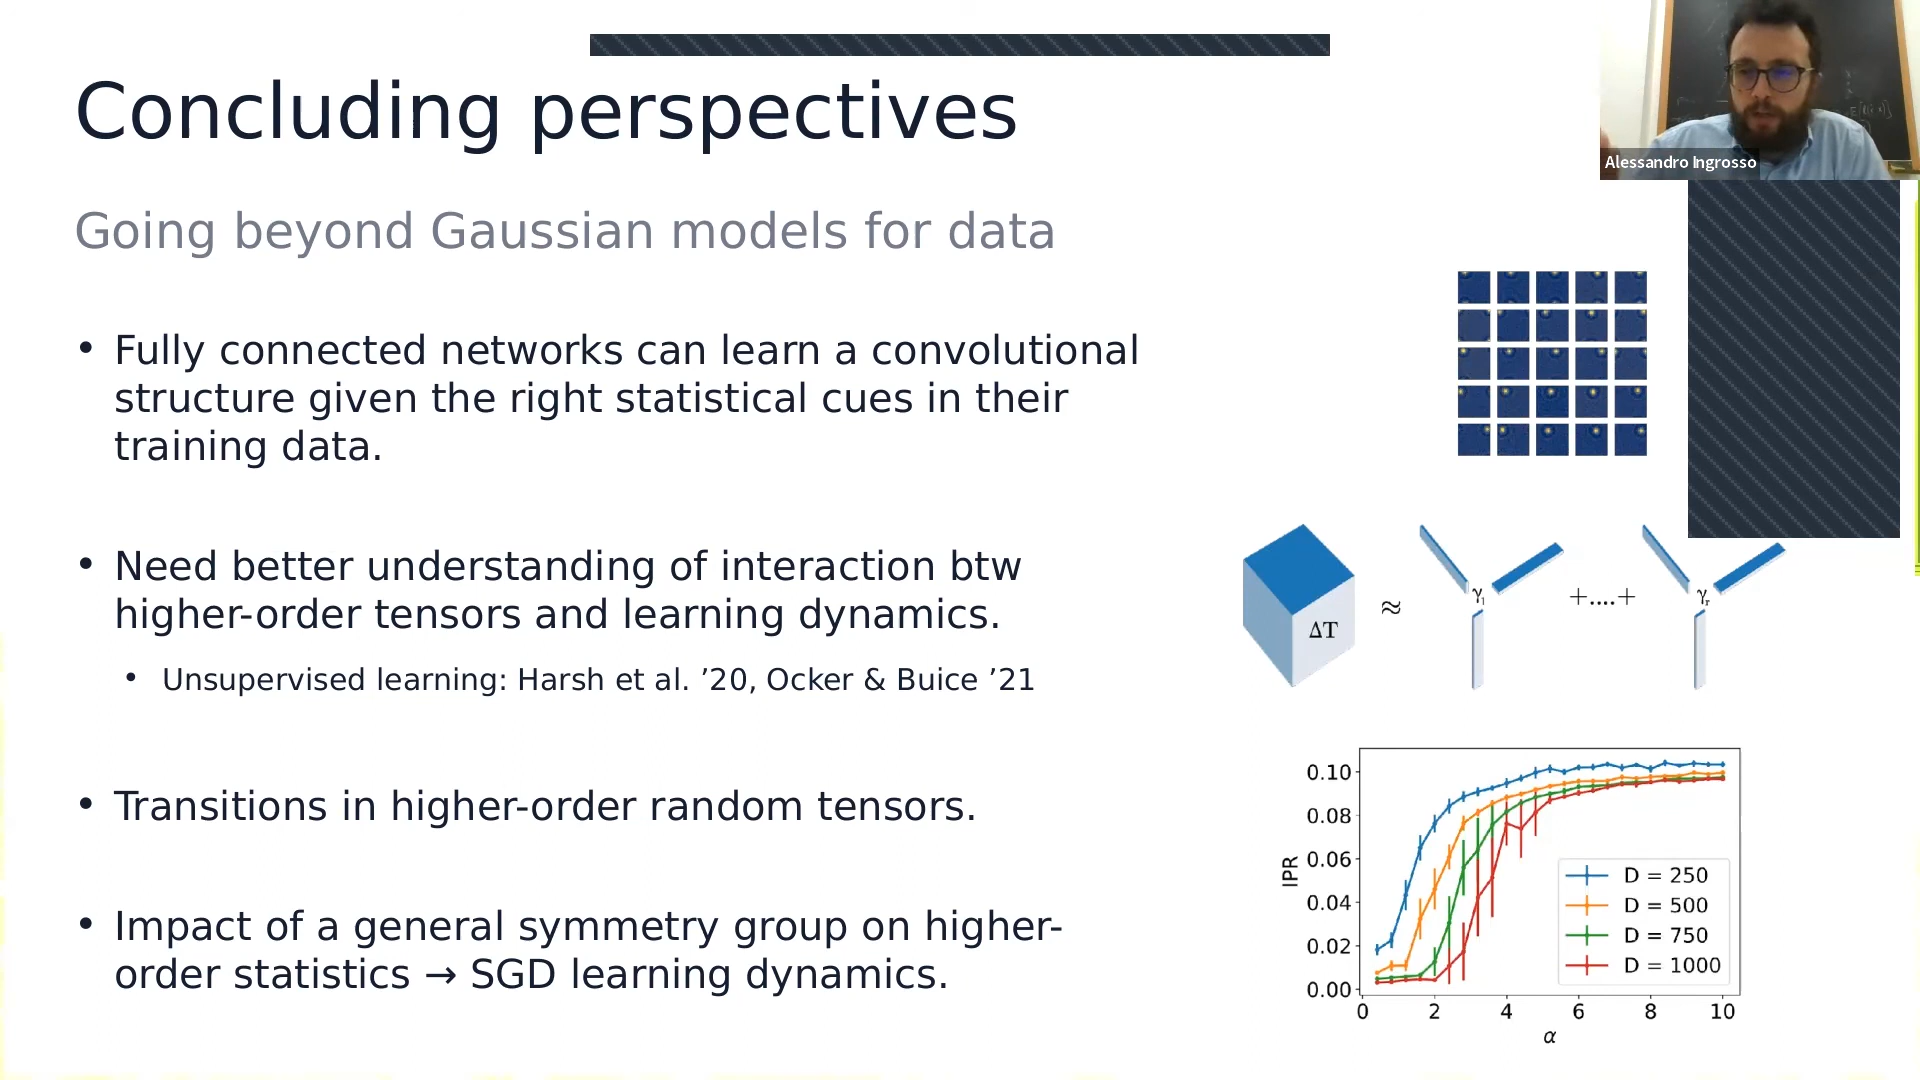 Concluding perspectives
Alessandro Ingrosso
Going beyond Gaussian models for data
• Fully connected networks can learn a convolutional
structure given the right statistical cues in their
training data.
• Need better understanding of interaction btw
higher-order tensors and learning dynamics.
• Unsupervised learning: Harsh et al. ’20, Ocker & Buice ’21
ΔT ≈ γ₁ +....+ γᵣ
• Transitions in higher-order random tensors.
• Impact of a general symmetry group on higher-
order statistics → SGD learning dynamics.
IPR
0.10
0.08
0.06
0.04
0.02
0.00
D = 250
D = 500
D = 750
D = 1000
0 2 4 6 8 10
α